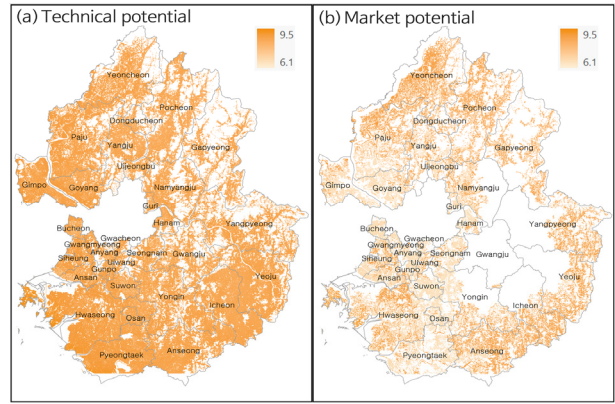 (a) Technical potential
9.5
6.1
Yeoncheon
Pocheon
Dongducheon
Paju
Yangju
Gapyeong
Uijeongbu
Gimpo
Goyang
Namyangju
Guri
Hanam
Yangpyeong
Bucheon
Gwacheon
Gwangmyeong
Anyang
Seongnam
Gwangju
Siheung
Uiwang
Gunpo
Ansan
Yeoju
Suwon
Yongin
Icheon
Hwaseong
Osan
Anseong
Pyeongtaek
(b) Market potential
9.5
6.1
Yeoncheon
Pocheon
Dongducheon
Paju
Yangju
Gapyeong
Uijeongbu
Gimpo
Goyang
Namyangju
Guri
Hanam
Yangpyeong
Bucheon
Gwacheon
Gwangmyeong
Anyang
Seongnam
Gwangju
Siheung
Uiwang
Gunpo
Ansan
Yeoju
Suwon
Yongin
Icheon
Hwaseong
Osan
Anseong
Pyeongtaek